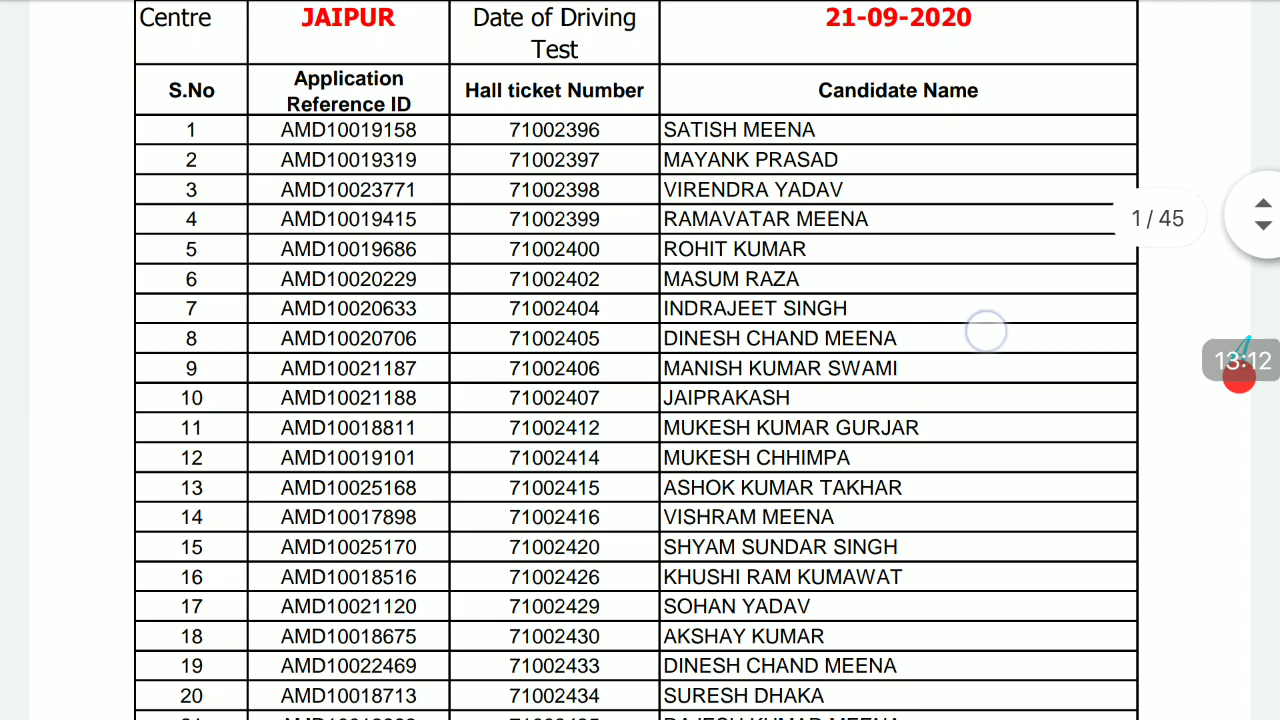 Centre JAIPUR Date of Driving Test 21-09-2020
S.No Application Reference ID Hall ticket Number Candidate Name
1 AMD10019158 71002396 SATISH MEENA
2 AMD10019319 71002397 MAYANK PRASAD
3 AMD10023771 71002398 VIRENDRA YADAV
4 AMD10019415 71002399 RAMAVATAR MEENA
1 / 45
5 AMD10019686 71002400 ROHIT KUMAR
6 AMD10020229 71002402 MASUM RAZA
7 AMD10020633 71002404 INDRAJEET SINGH
8 AMD10020706 71002405 DINESH CHAND MEENA
13:12
9 AMD10021187 71002406 MANISH KUMAR SWAMI
10 AMD10021188 71002407 JAIPRAKASH
11 AMD10018811 71002412 MUKESH KUMAR GURJAR
12 AMD10019101 71002414 MUKESH CHHIMPA
13 AMD10025168 71002415 ASHOK KUMAR TAKHAR
14 AMD10017898 71002416 VISHRAM MEENA
15 AMD10025170 71002420 SHYAM SUNDAR SINGH
16 AMD10018516 71002426 KHUSHI RAM KUMAWAT
17 AMD10021120 71002429 SOHAN YADAV
18 AMD10018675 71002430 AKSHAY KUMAR
19 AMD10022469 71002433 DINESH CHAND MEENA
20 AMD10018713 71002434 SURESH DHAKA